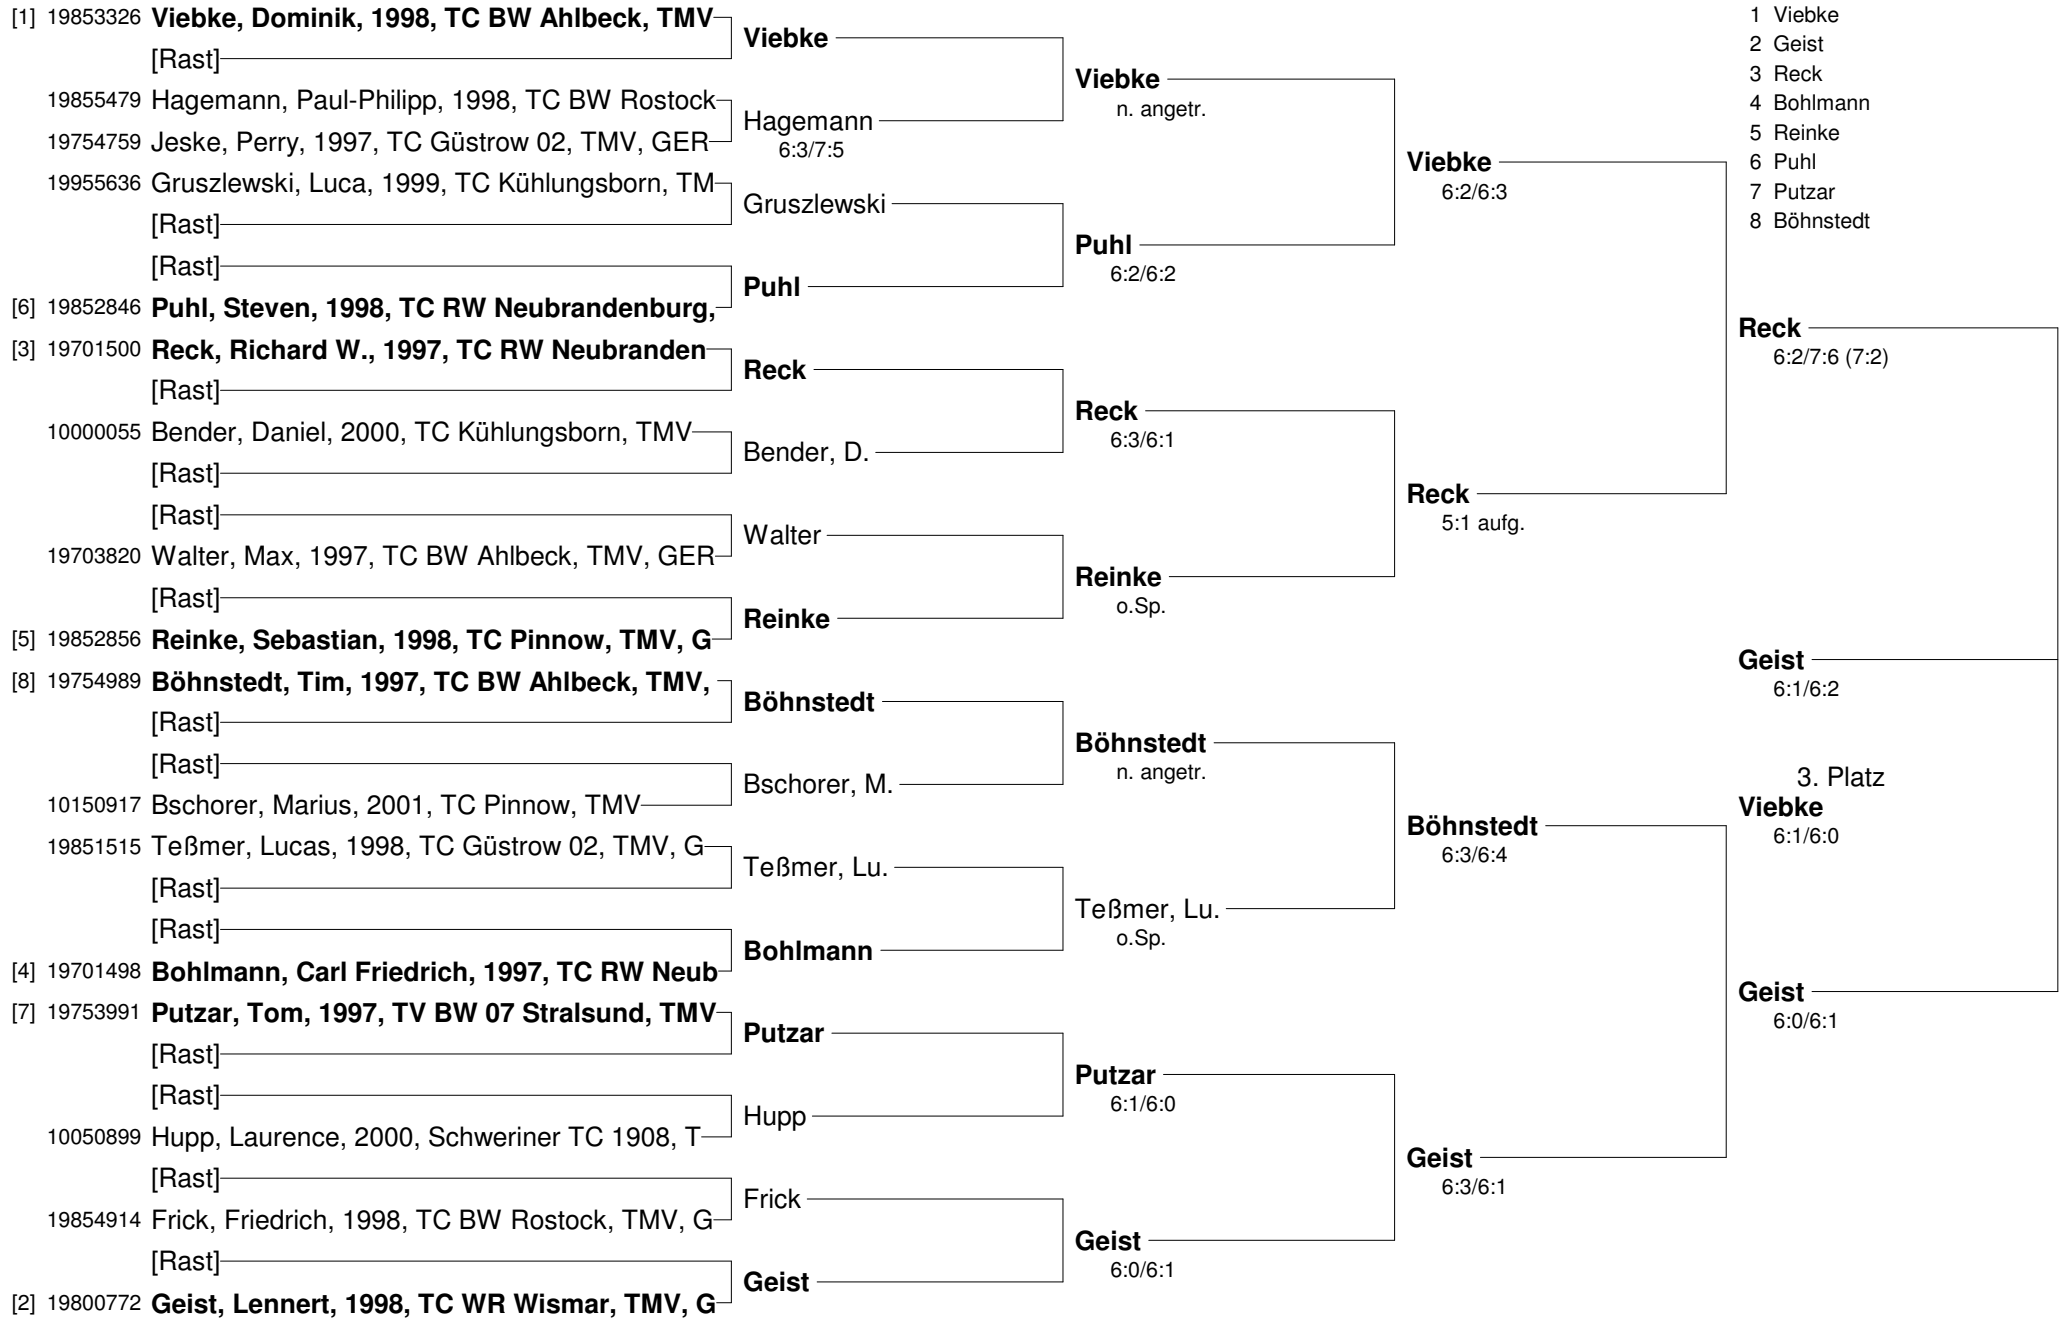 [1] 19853326 Viebke, Dominik, 1998, TC BW Ahlbeck, TMV
[Rast]
19855479 Hagemann, Paul-Philipp, 1998, TC BW Rostock
19754759 Jeske, Perry, 1997, TC Güstrow 02, TMV, GER
19955636 Gruszlewski, Luca, 1999, TC Kühlungsborn, TM
[Rast]
[Rast]
[6] 19852846 Puhl, Steven, 1998, TC RW Neubrandenburg,
[3] 19701500 Reck, Richard W., 1997, TC RW Neubranden
[Rast]
10000055 Bender, Daniel, 2000, TC Kühlungsborn, TMV
[Rast]
[Rast]
19703820 Walter, Max, 1997, TC BW Ahlbeck, TMV, GER
[Rast]
[5] 19852856 Reinke, Sebastian, 1998, TC Pinnow, TMV, G
[8] 19754989 Böhnstedt, Tim, 1997, TC BW Ahlbeck, TMV,
[Rast]
[Rast]
10150917 Bschorer, Marius, 2001, TC Pinnow, TMV
19851515 Teßmer, Lucas, 1998, TC Güstrow 02, TMV, G
[Rast]
[Rast]
[4] 19701498 Bohlmann, Carl Friedrich, 1997, TC RW Neub
[7] 19753991 Putzar, Tom, 1997, TV BW 07 Stralsund, TMV
[Rast]
[Rast]
10050899 Hupp, Laurence, 2000, Schweriner TC 1908, T
[Rast]
19854914 Frick, Friedrich, 1998, TC BW Rostock, TMV, G
[Rast]
[2] 19800772 Geist, Lennert, 1998, TC WR Wismar, TMV, G
Viebke
Hagemann
6:3/7:5
Gruszlewski
Puhl
Reck
Bender, D.
Walter
Reinke
Böhnstedt
Bschorer, M.
Teßmer, Lu.
Bohlmann
Putzar
Hupp
Frick
Geist
Viebke
n. angetr.
Puhl
6:2/6:2
Reck
6:3/6:1
Reinke
o.Sp.
Böhnstedt
n. angetr.
Teßmer, Lu.
o.Sp.
Putzar
6:1/6:0
Geist
6:0/6:1
Viebke
6:2/6:3
Reck
5:1 aufg.
Böhnstedt
6:3/6:4
Geist
6:3/6:1
1 Viebke
2 Geist
3 Reck
4 Bohlmann
5 Reinke
6 Puhl
7 Putzar
8 Böhnstedt
Reck
6:2/7:6 (7:2)
Geist
6:1/6:2
3. Platz
Viebke
6:1/6:0
Geist
6:0/6:1